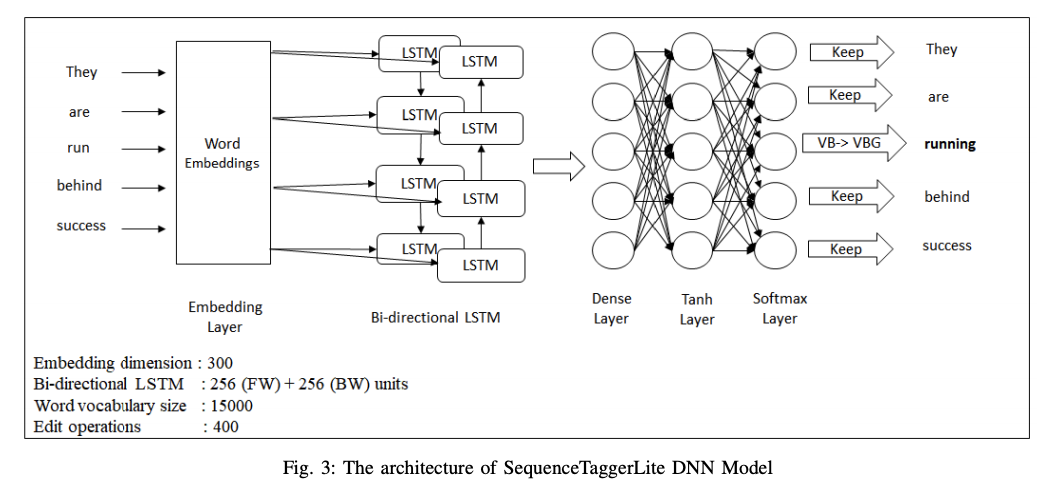 They
are
run
behind
success
Word
Embeddings
Embedding
Layer
LSTM
LSTM
LSTM
LSTM
LSTM
LSTM
LSTM
LSTM
Bi-directional LSTM
Dense
Layer
Tanh
Layer
Softmax
Layer
Keep
They
Keep
are
VB-> VBG
running
Keep
behind
Keep
success
Embedding dimension : 300
Bi-directional LSTM : 256 (FW) + 256 (BW) units
Word vocabulary size : 15000
Edit operations : 400
Fig. 3: The architecture of SequenceTaggerLite DNN Model